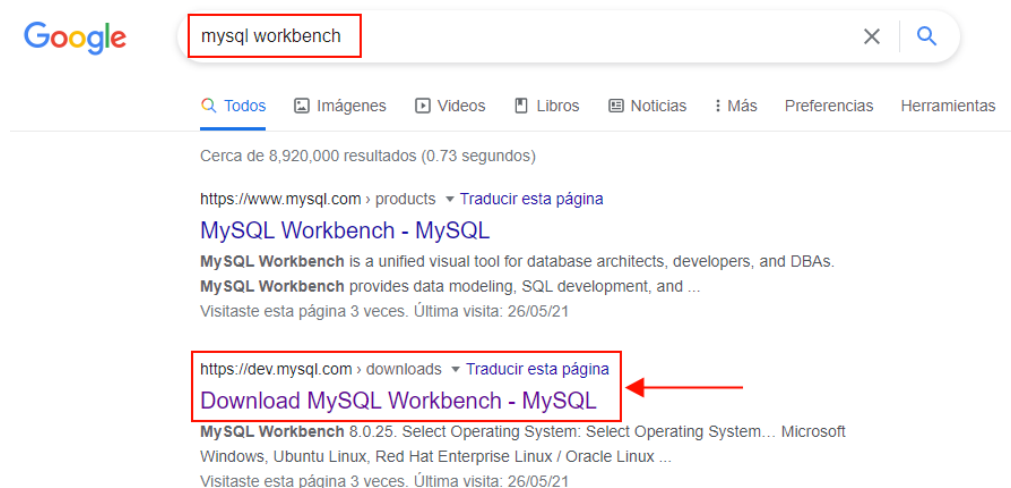 Google
mysql workbench
Todos Imágenes Videos Libros Noticias Más Preferencias Herramientas
Cerca de 8,920,000 resultados (0.73 segundos)
https://www.mysql.com › products Traducir esta página
MySQL Workbench - MySQL
MySQL Workbench is a unified visual tool for database architects, developers, and DBAs.
MySQL Workbench provides data modeling, SQL development, and ...
Visitaste esta página 3 veces. Última visita: 26/05/21
https://dev.mysql.com › downloads Traducir esta página
Download MySQL Workbench - MySQL
MySQL Workbench 8.0.25. Select Operating System: Select Operating System… Microsoft
Windows, Ubuntu Linux, Red Hat Enterprise Linux / Oracle Linux ...
Visitaste esta página 3 veces. Última visita: 26/05/21